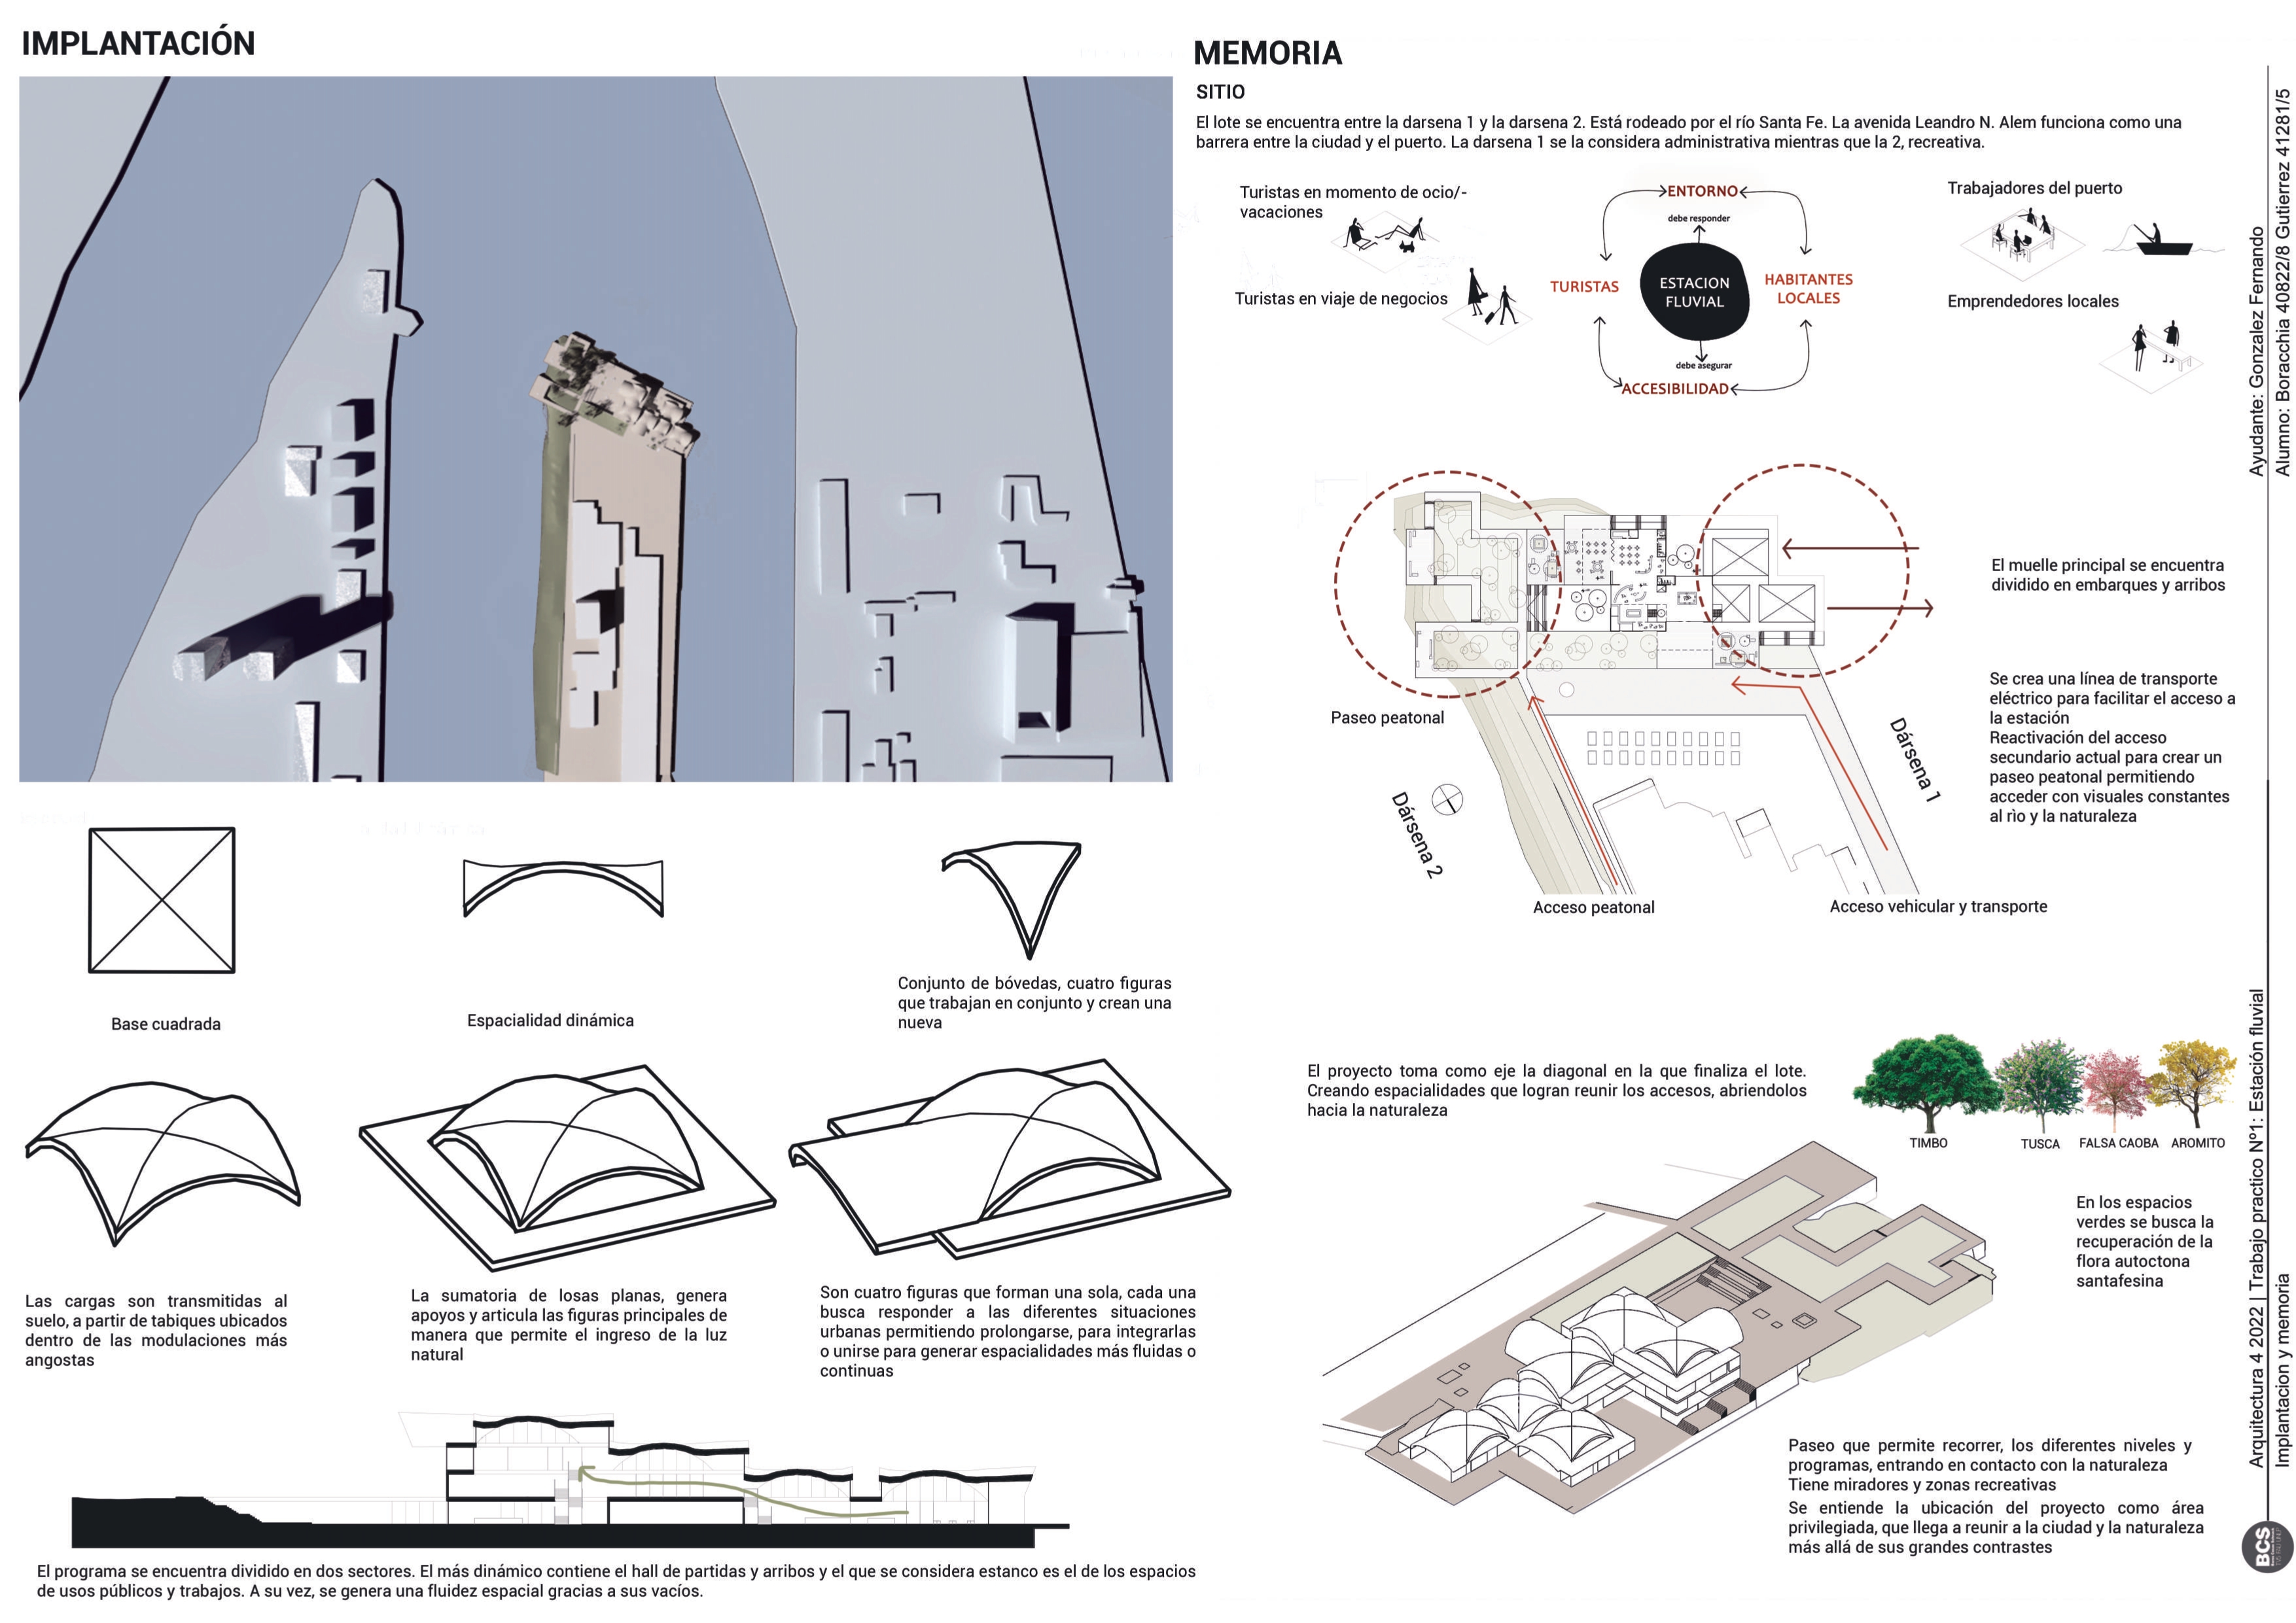 IMPLANTACIÓN
MEMORIA
SITIO
El lote se encuentra entre la darsena 1 y la darsena 2. Está rodeado por el río Santa Fe. La avenida Leandro N. Alem funciona como una
barrera entre la ciudad y el puerto. La darsena 1 se la considera administrativa mientras que la 2, recreativa.
Turistas en momento de ocio/-
vacaciones
Turistas en viaje de negocios
ENTORNO
debe responder
TURISTAS
ESTACION
FLUVIAL
HABITANTES
LOCALES
debe asegurar
ACCESIBILIDAD
Trabajadores del puerto
Emprendedores locales
El muelle principal se encuentra
dividido en embarques y arribos
Se crea una línea de transporte
eléctrico para facilitar el acceso a
la estación
Reactivación del acceso
secundario actual para crear un
paseo peatonal permitiendo
acceder con visuales constantes
al rìo y la naturaleza
Paseo peatonal
Dársena 1
Dársena 2
Acceso peatonal
Acceso vehicular y transporte
Base cuadrada
Espacialidad dinámica
Conjunto de bóvedas, cuatro figuras
que trabajan en conjunto y crean una
nueva
Las cargas son transmitidas al
suelo, a partir de tabiques ubicados
dentro de las modulaciones más
angostas
La sumatoria de losas planas, genera
apoyos y articula las figuras principales de
manera que permite el ingreso de la luz
natural
Son cuatro figuras que forman una sola, cada una
busca responder a las diferentes situaciones
urbanas permitiendo prolongarse, para integrarlas
o unirse para generar espacialidades más fluidas o
continuas
El programa se encuentra dividido en dos sectores. El más dinámico contiene el hall de partidas y arribos y el que se considera estanco es el de los espacios
de usos públicos y trabajos. A su vez, se genera una fluidez espacial gracias a sus vacíos.
El proyecto toma como eje la diagonal en la que finaliza el lote.
Creando espacialidades que logran reunir los accesos, abriendolos
hacia la naturaleza
TIMBO
TUSCA
FALSA CAOBA
AROMITO
En los espacios
verdes se busca la
recuperación de la
flora autoctona
santafesina
Paseo que permite recorrer, los diferentes niveles y
programas, entrando en contacto con la naturaleza
Tiene miradores y zonas recreativas
Se entiende la ubicación del proyecto como área
privilegiada, que llega a reunir a la ciudad y la naturaleza
más allá de sus grandes contrastes
Ayudante: Gonzalez Fernando
Alumno: Boracchia 40822/8 Gutierrez 41281/5
Arquitectura 4 2022 | Trabajo practico Nº1: Estación fluvial
Implantacion y memoria
BCS